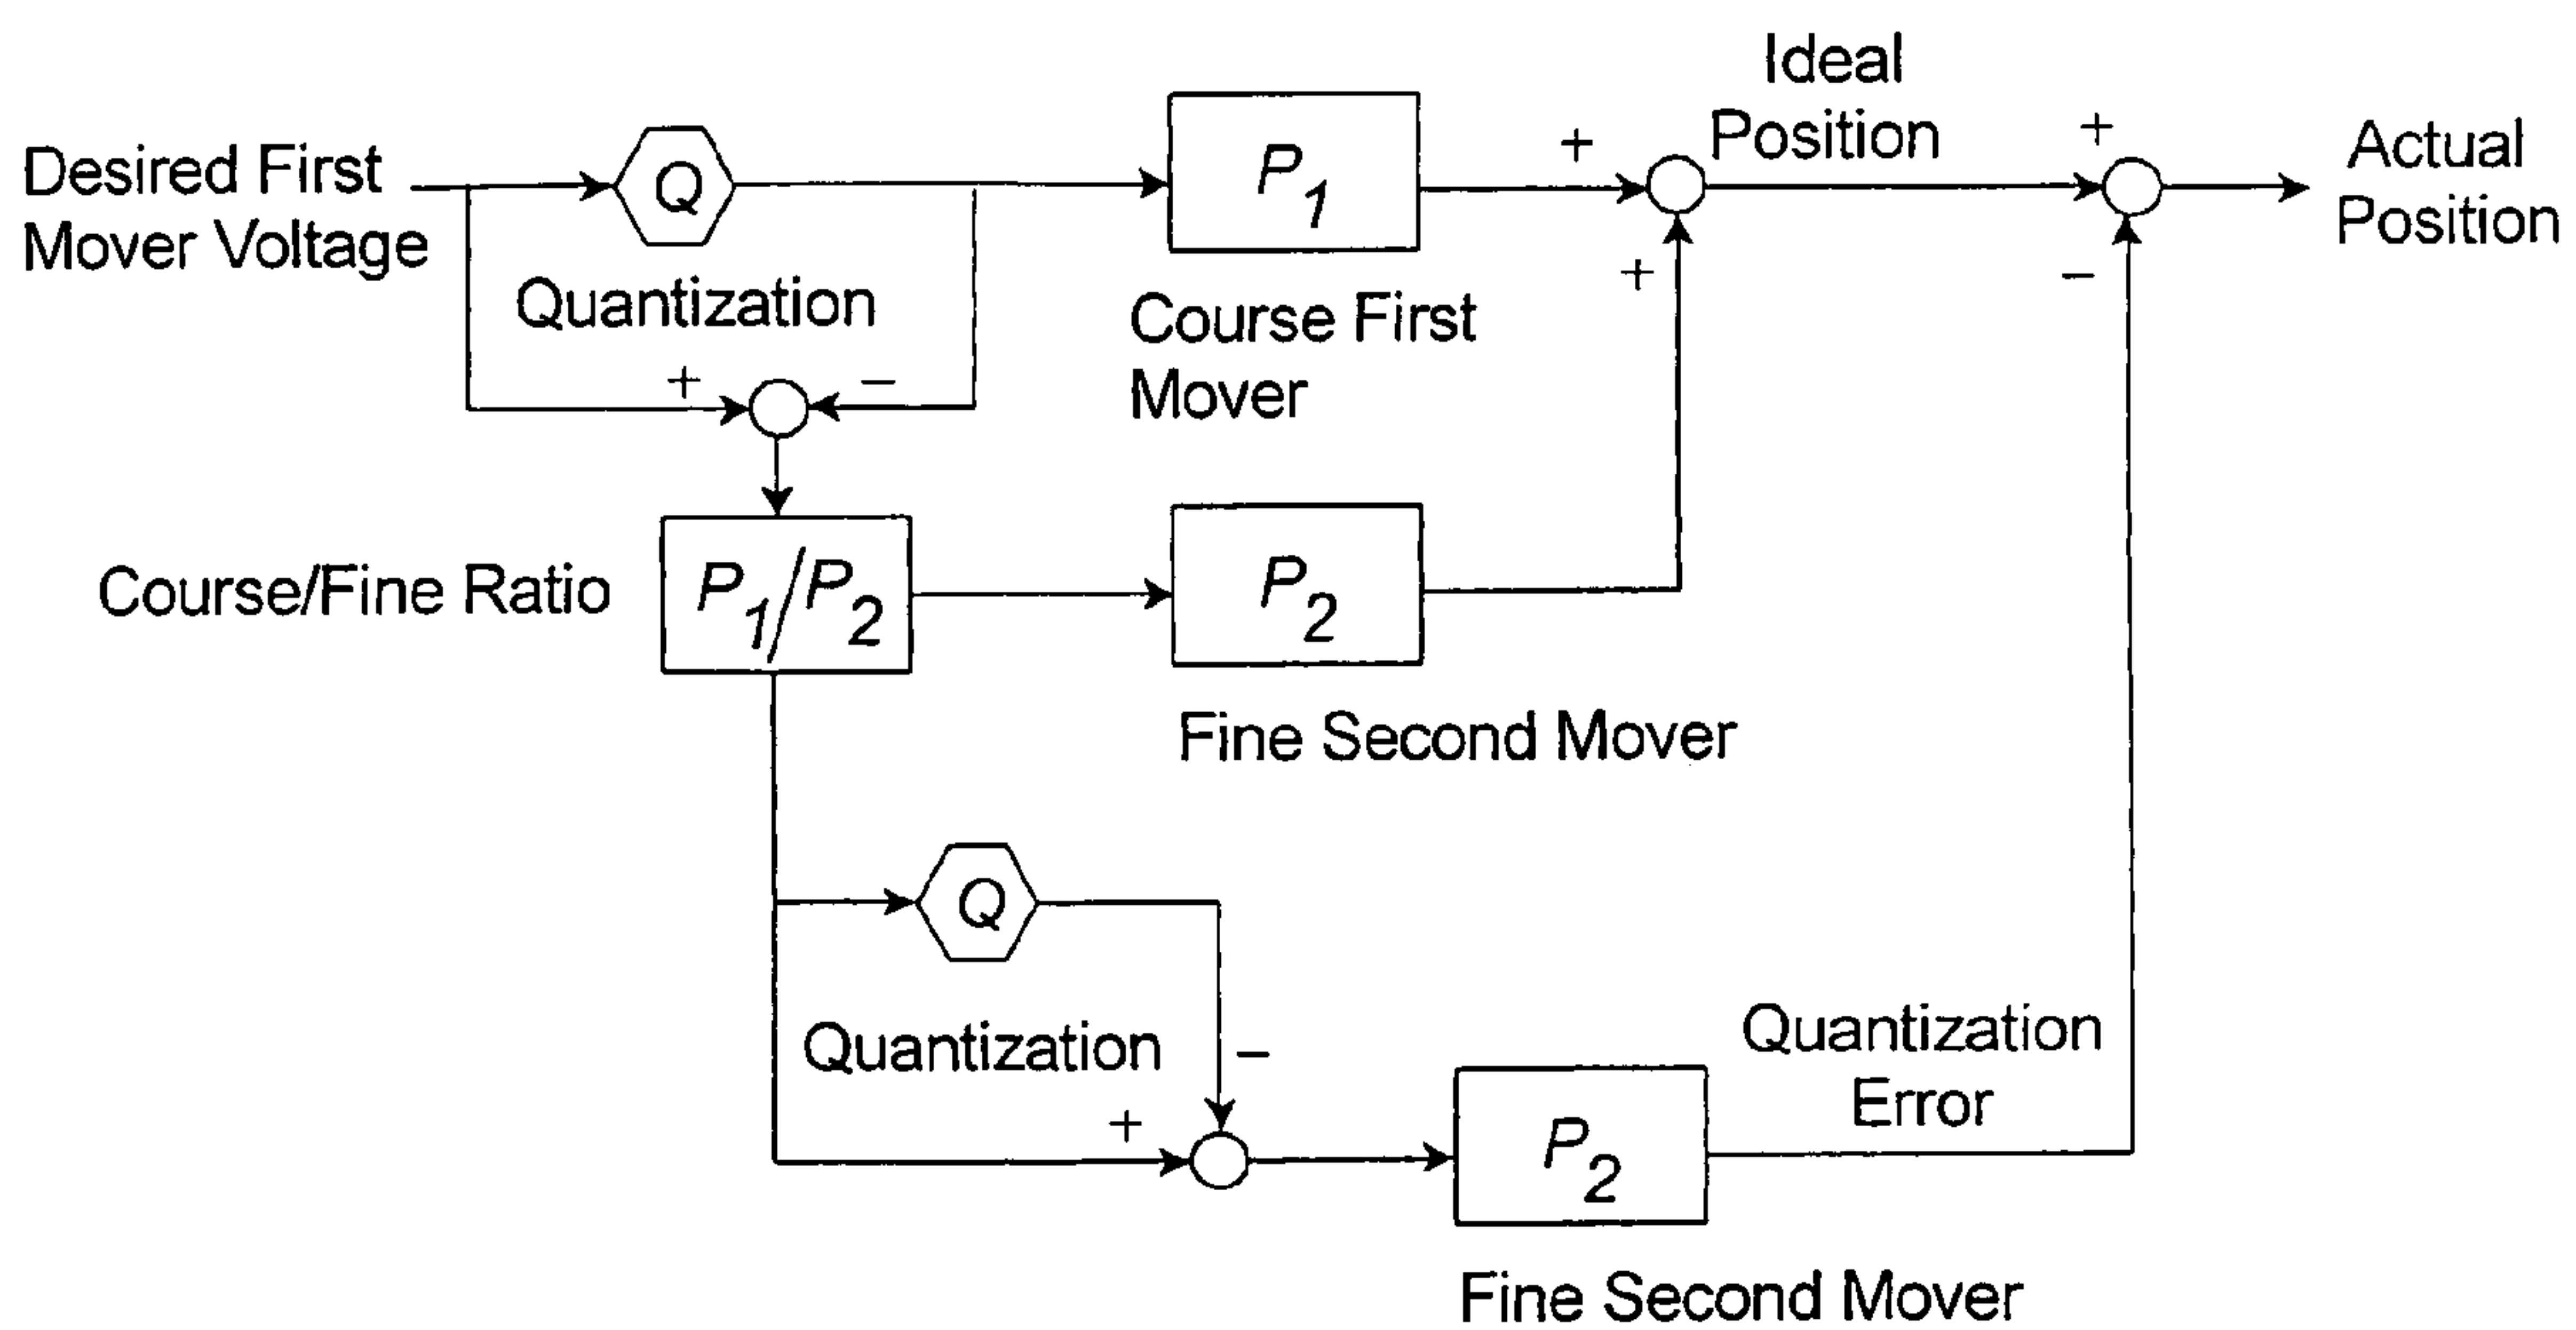 Ideal
Position
+
+
Actual
Position
Desired First
Mover Voltage
Q
P1
+
−
Quantization
Course First
Mover
+
−
Course/Fine Ratio
P1/P2
P2
Fine Second Mover
Q
Quantization
−
+
Quantization
Error
P2
Fine Second Mover